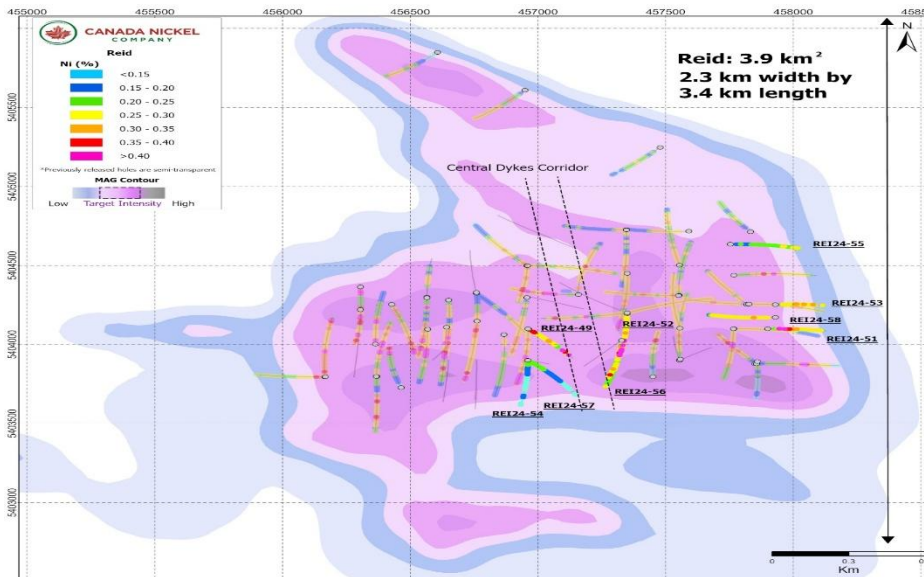 455000 455500 456000 456500 457000 457500 458000
CANADA NICKEL
COMPANY
Reid
Ni (%)
<0.15
0.15 - 0.20
0.20 - 0.25
0.25 - 0.30
0.30 - 0.35
0.35 - 0.40
>0.40
*Previously released holes are semi-transparent
MAG Contour
Low Target Intensity High
N
Reid: 3.9 km²
2.3 km width by
3.4 km length
Central Dykes Corridor
REI24-55
REI24-53
REI24-58
REI24-51
REI24-49
REI24-52
REI24-56
REI24-57
REI24-54
5405500
5405000
5404500
5404000
5403500
5403000
0 0.3
Km